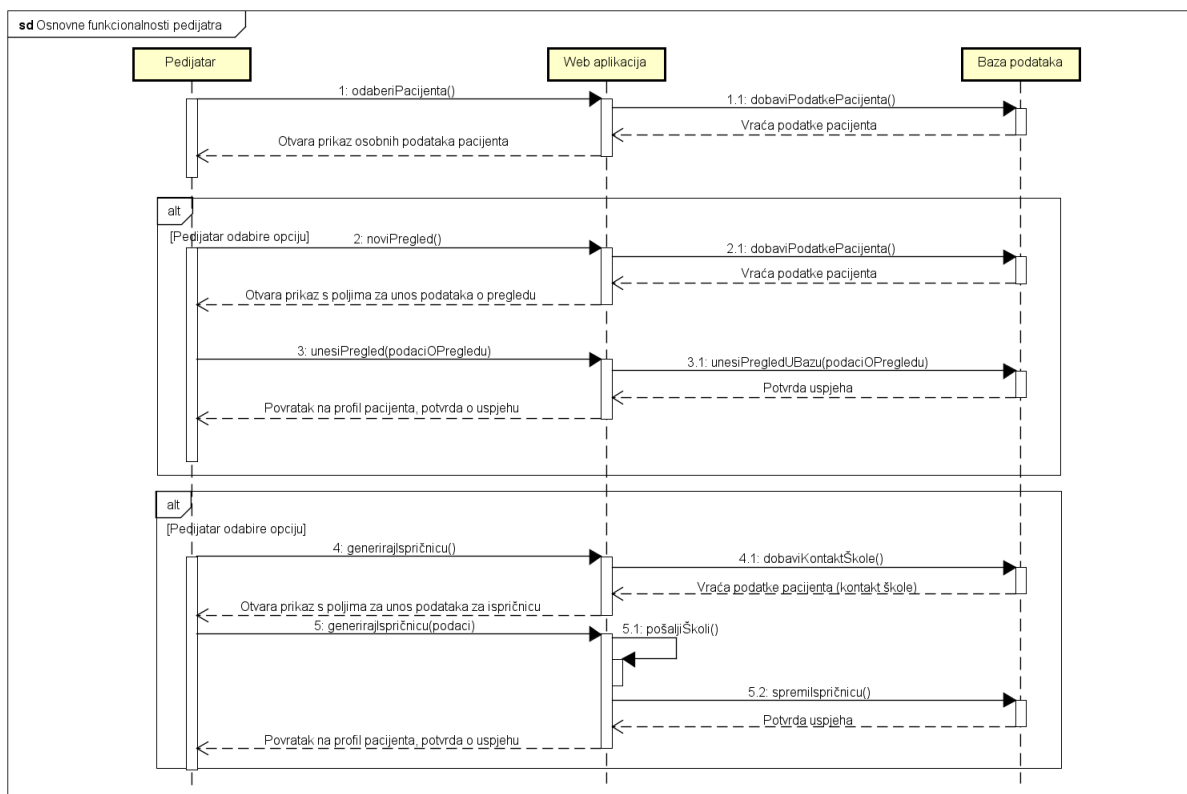 sd Osnovne funkcionalnosti pedijatra
Pedijatar
Web aplikacija
Baza podataka
1: odaberiPacijenta()
1.1: dobaviPodatkePacijenta()
Vraća podatke pacijenta
Otvara prikaz osobnih podataka pacijenta
alt
[Pedijatar odabire opciju]
2: noviPregled()
2.1: dobaviPodatkePacijenta()
Vraća podatke pacijenta
Otvara prikaz s poljima za unos podataka o pregledu
3: unesiPregled(podaciOPregledu)
3.1: unesiPregledUBazu(podaciOPregledu)
Potvrda uspjeha
Povratak na profil pacijenta, potvrda o uspjehu
alt
[Pedijatar odabire opciju]
4: generirajIspričnicu()
4.1: dobaviKontaktŠkole()
Vraća podatke pacijenta (kontakt škole)
Otvara prikaz s poljima za unos podataka za ispričnicu
5: generirajIspričnicu(podaci)
5.1: pošaljiŠkoli()
5.2: spremiIspričnicu()
Potvrda uspjeha
Povratak na profil pacijenta, potvrda o uspjehu